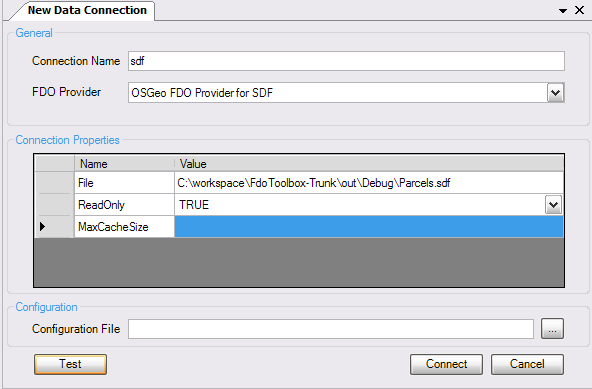 New Data Connection
General
Connection Name sdf
FDO Provider OSGeo FDO Provider for SDF
Connection Properties
Name Value
File C:\workspace\FdoToolbox-Trunk\out\Debug\Parcels.sdf
ReadOnly TRUE
MaxCacheSize
Configuration
Configuration File ...
Test Connect Cancel